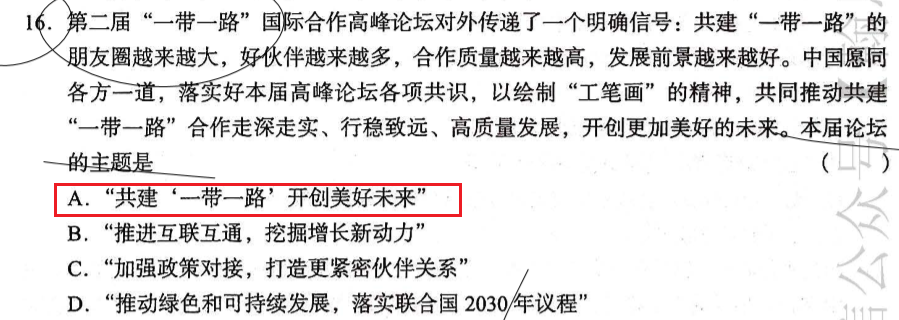 16. 第二届“一带一路”国际合作高峰论坛对外传递了一个明确信号：共建“一带一路”的
朋友圈越来越大，好伙伴越来越多，合作质量越来越高，发展前景越来越好。中国愿同
各方一道，落实好本届高峰论坛各项共识，以绘制“工笔画”的精神，共同推动共建
“一带一路”合作走深走实、行稳致远、高质量发展，开创更加美好的未来。本届论坛
的主题是 （ ）
A．“共建‘一带一路’开创美好未来”
B．“推进互联互通，挖掘增长新动力”
C．“加强政策对接，打造更紧密伙伴关系”
D．“推动绿色和可持续发展，落实联合国 2030 年议程”
信公众号